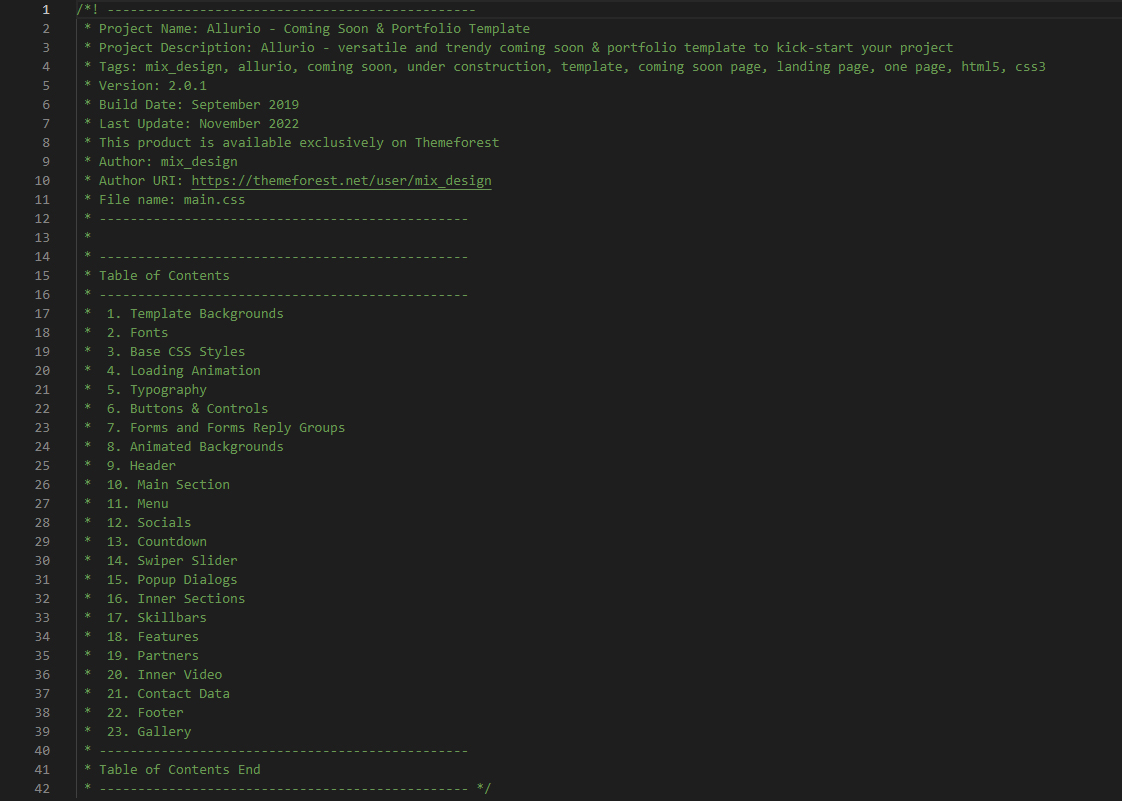 1 /*! ------------------------------------------------
2 * Project Name: Allurio - Coming Soon & Portfolio Template
3 * Project Description: Allurio - versatile and trendy coming soon & portfolio template to kick-start your project
4 * Tags: mix_design, allurio, coming soon, under construction, template, coming soon page, landing page, one page, html5, css3
5 * Version: 2.0.1
6 * Build Date: September 2019
7 * Last Update: November 2022
8 * This product is available exclusively on Themeforest
9 * Author: mix_design
10 * Author URI: https://themeforest.net/user/mix_design
11 * File name: main.css
12 * ------------------------------------------------
13 *
14 * ------------------------------------------------
15 * Table of Contents
16 * ------------------------------------------------
17 *  1. Template Backgrounds
18 *  2. Fonts
19 *  3. Base CSS Styles
20 *  4. Loading Animation
21 *  5. Typography
22 *  6. Buttons & Controls
23 *  7. Forms and Forms Reply Groups
24 *  8. Animated Backgrounds
25 *  9. Header
26 *  10. Main Section
27 *  11. Menu
28 *  12. Socials
29 *  13. Countdown
30 *  14. Swiper Slider
31 *  15. Popup Dialogs
32 *  16. Inner Sections
33 *  17. Skillbars
34 *  18. Features
35 *  19. Partners
36 *  20. Inner Video
37 *  21. Contact Data
38 *  22. Footer
39 *  23. Gallery
40 * ------------------------------------------------
41 * Table of Contents End
42 * ------------------------------------------------ */